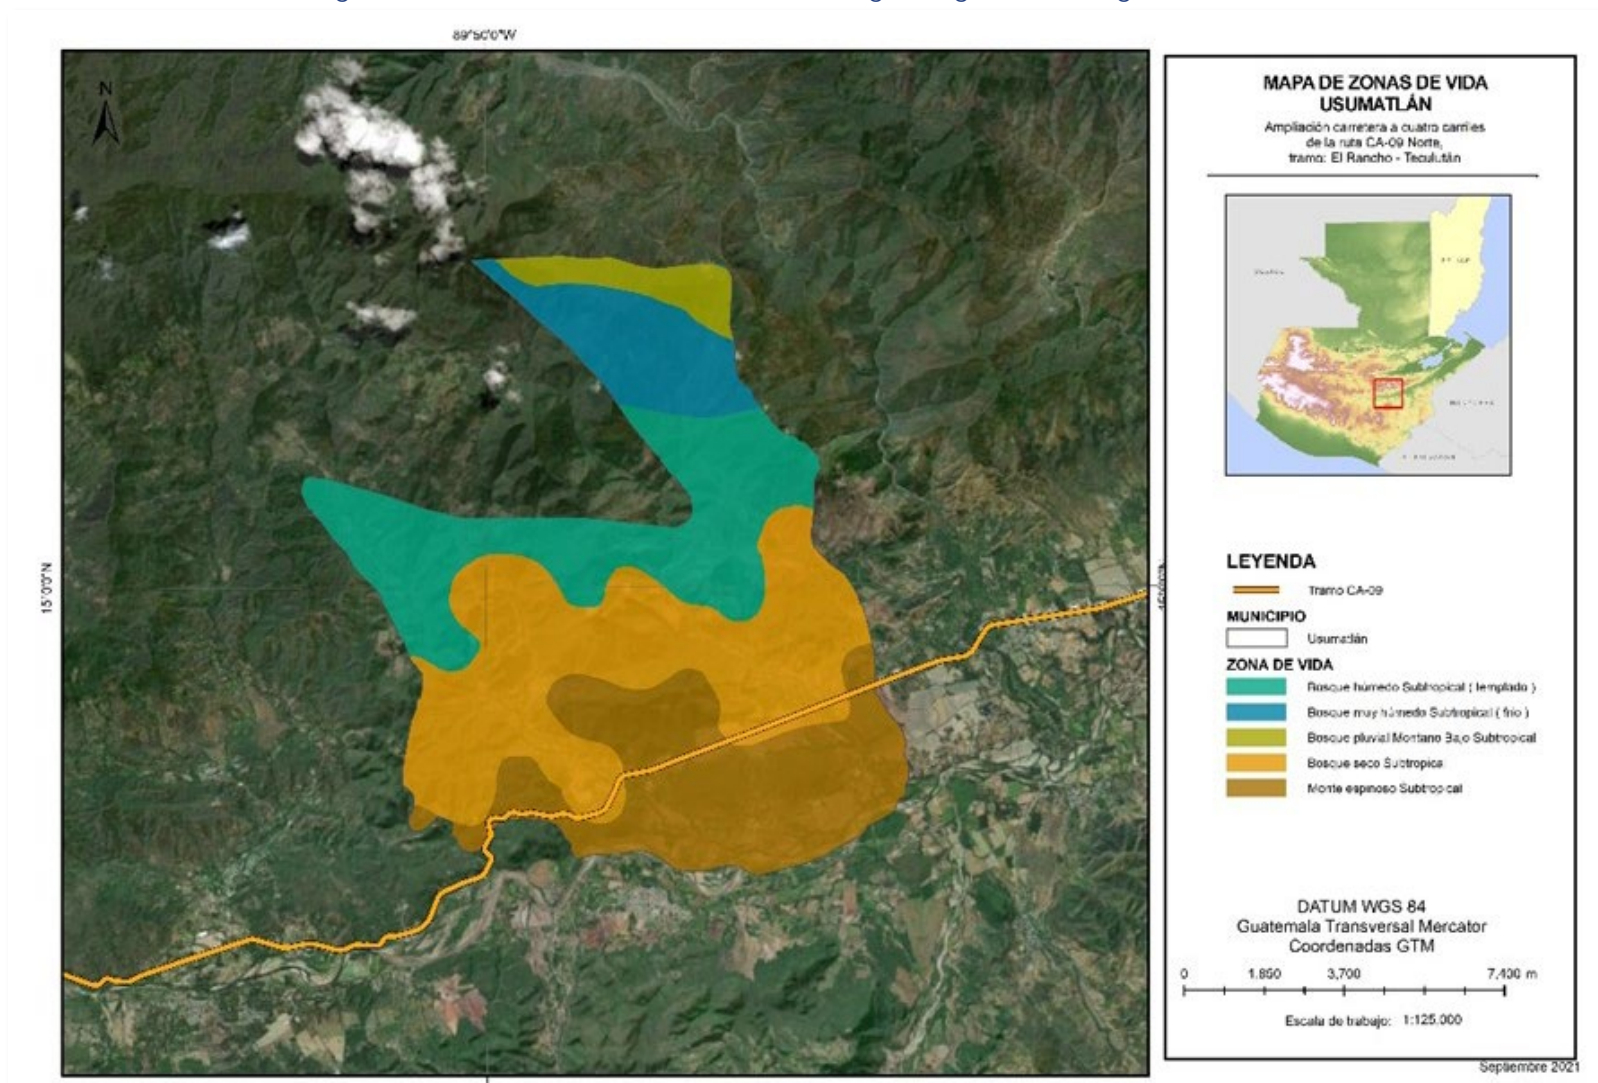 89°50'0"W
N
15°0'0"N
MAPA DE ZONAS DE VIDA
USUMATLÁN
Ampliación carretera a cuatro carriles
de la ruta CA-09 Norte,
tramo: El Rancho - Teculután
LEYENDA
Tramo CA-09
MUNICIPIO
Usumatlán
ZONA DE VIDA
Bosque húmedo Subtropical ( templado )
Bosque muy húmedo Subtropical ( frío )
Bosque pluvial Montano Bajo Subtropical
Bosque seco Subtropical
Monte espinoso Subtropical
DATUM WGS 84
Guatemala Transversal Mercator
Coordenadas GTM
0 1,850 3,700 7,400 m
Escala de trabajo: 1:125,000
Septiembre 2021